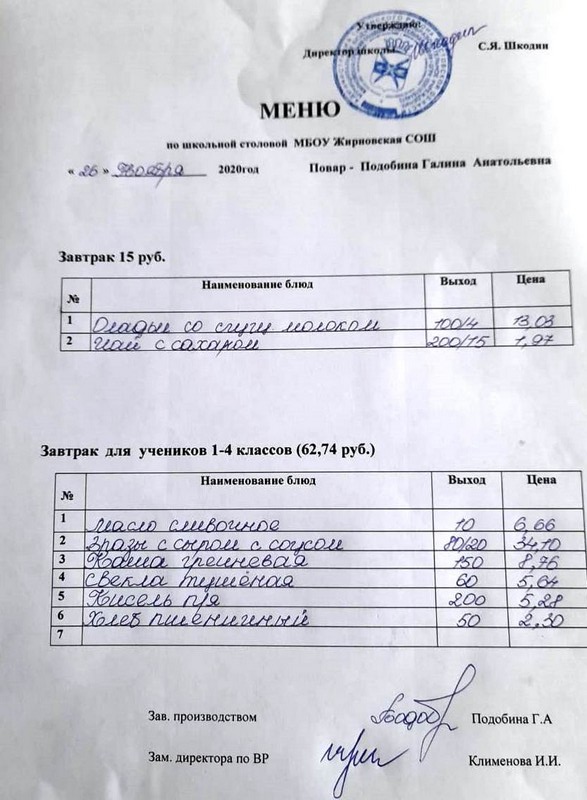 Утверждаю:
Директор школы С.Я. Шкодин
МЕНЮ
по школьной столовой МБОУ Жирновская СОШ
« 26 » Ноября 2020год Повар - Подобина Галина Анатольевна
Завтрак 15 руб.
№ Наименование блюд Выход Цена
1 Оладьи со сгущ молоком 100/4 13,03
2 Чай с сахаром 200/15 1,97
Завтрак для учеников 1-4 классов (62,74 руб.)
№ Наименование блюд Выход Цена
1 Масло сливочное 10 6,66
2 Зразы с сыром с соусом 80/20 34,10
3 Каша гречневая 150 8,76
4 Свекла тушёная 60 5,64
5 Кисель п/я 200 5,28
6 Хлеб пшеничный 50 2,30
7
Зав. производством Подобина Г.А
Зам. директора по ВР Клименова И.И.